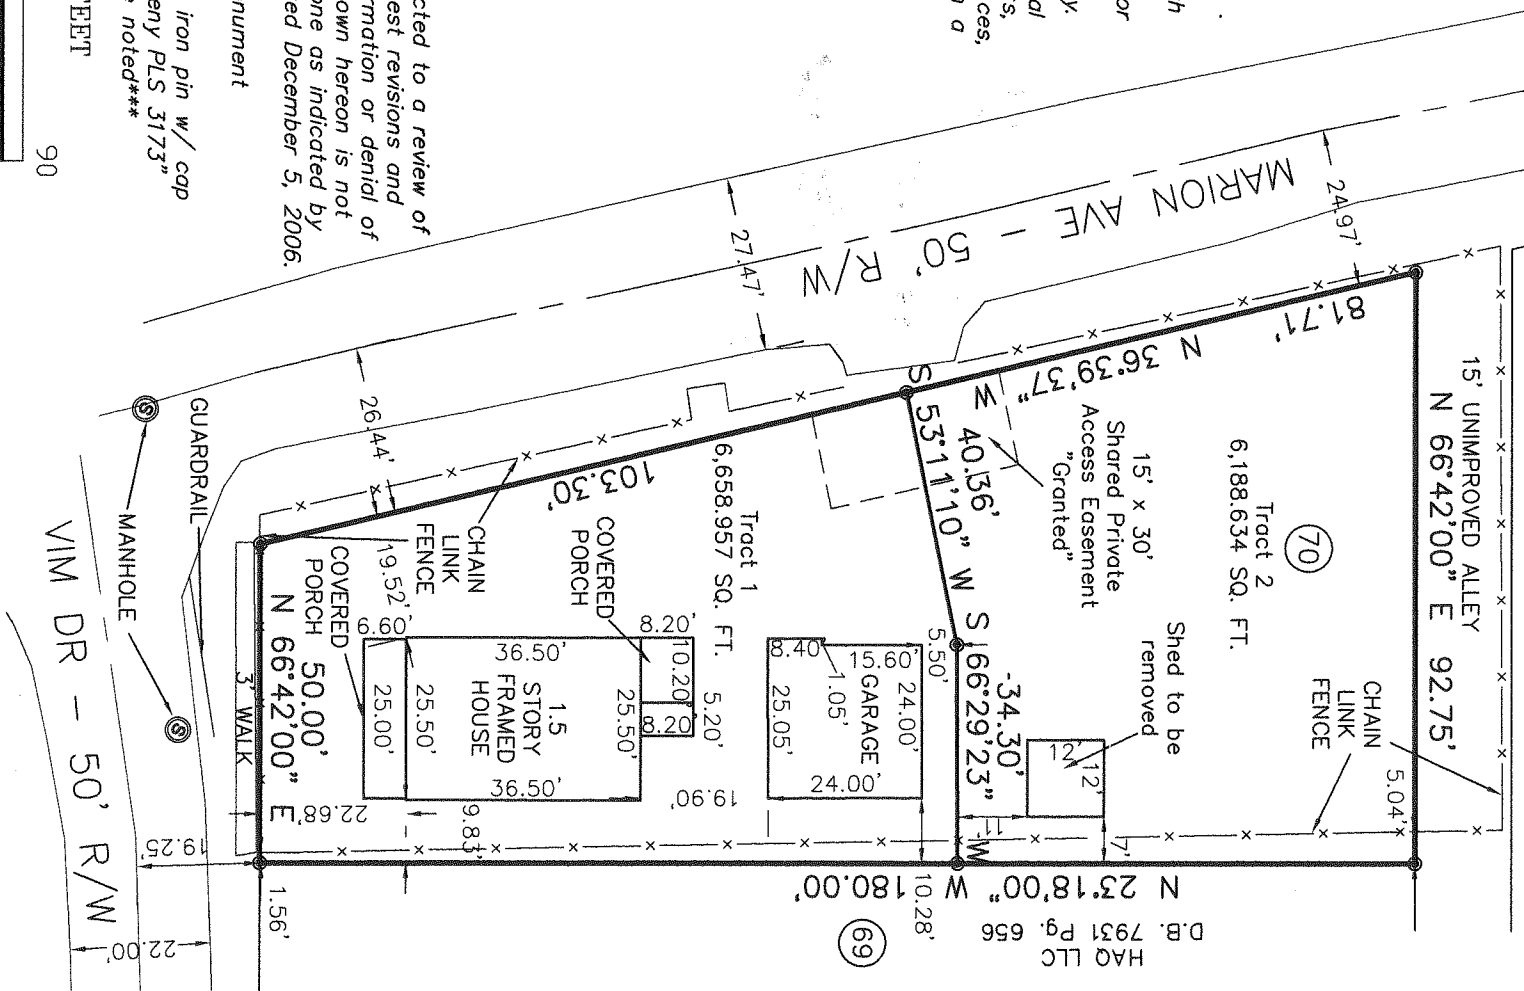 th
or
y.
al
s,
ces,
n a
cted to a review of
est revisions and
rmation or denial of
own hereon is not
one as indicated by
ed December 5, 2006.
onument
iron pin w/ cap
eny PLS 3173"
e noted***
FEET
90
MARION AVE - 50' R/W
24.97'
27.47'
26.44'
15' UNIMPROVED ALLEY
N 66°42'00" E 92.75'
81.71'
N 36°39'37" W
103.30'
70
Tract 2
6,188.634 SQ. FT.
15' x 30'
Shared Private
Access Easement
"Granted"
CHAIN
LINK
FENCE
5.04'
Shed to be
removed
12'
12'
11'
7'
S 53°11'10" W
40.36'
S 66°29'23" W
34.30'
5.50'
Tract 1
6,658.957 SQ. FT.
GARAGE
15.60'
24.00'
1.05'
8.40'
25.05'
24.00'
10.28'
19.90'
COVERED
PORCH
8.20'
10.20'
5.20'
8.20'
1.5
STORY
FRAMED
HOUSE
36.50'
25.50'
36.50'
25.50'
9.83'
CHAIN
LINK
FENCE
COVERED
PORCH
19.52'
6.60'
25.00'
22.68'
N 66°42'00" E
50.00'
3' WALK
N 23°18'00" W 180.00'
69
HAQ LLC
D.B. 7931 Pg. 656
1.56'
19.25'
22.00'
GUARDRAIL
MANHOLE
S
S
VIM DR - 50' R/W